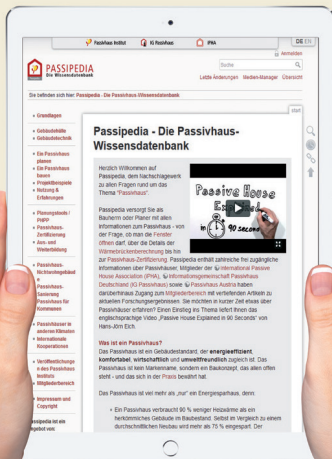 Passivhaus Institut
IG Passivhaus
iPHA
DE EN
Anmelden
PASSIPEDIA
Die Wissensdatenbank
Suche
Letzte Änderungen Medien-Manager Übersicht
Sie befinden sich hier: Passipedia - Die Passivhaus-Wissensdatenbank
start
Grundlagen
Gebäudehülle
Gebäudetechnik
Ein Passivhaus
planen
Ein Passivhaus
bauen
Projektbeispiele
Nutzung &
Erfahrungen
Planungstools /
PHPP
Passivhaus-
Zertifizierung
Aus- und
Weiterbildung
Passivhaus-
Nichtwohngebäud
e
Passivhaus-
Sanierung
Passivhaus für
Kommunen
Passivhäuser in
anderen Klimaten
Internationale
Kooperationen
Veröffentlichunge
n des Passivhaus
Instituts
Mitgliederbereich
Impressum und
Copyright
Passipedia ist ein
Angebot von:
Passipedia - Die Passivhaus-
Wissensdatenbank
Herzlich Willkommen auf
Passipedia, dem Nachschlagewerk
zu allen Fragen rund um das
Thema "Passivhaus".
Passipedia versorgt Sie als
Bauherrn oder Planer mit allen
Informationen zum Passivhaus - von
der Frage, ob man die Fenster
öffnen darf, über die Details der
Wärmebrückenberechnung bis hin
Passive House
Explained
in 90 Seconds
zur Passivhaus-Zertifizierung. Passipedia enthält zahlreiche frei zugängliche
Informationen über Passivhäuser, Mitglieder der International Passive
House Association (iPHA), Informationsgemeinschaft Passivhaus
Deutschland (IG Passivhaus) sowie Passivhaus Austria haben
darüberhinaus Zugang zum Mitgliederbereich mit vertiefenden Artikeln zu
aktuellen Forschungsergebnissen. Sie möchten in kurzer Zeit etwas über
Passivhäuser erfahren? Einen Einstieg ins Thema liefert Ihnen das
englischsprachige Video „Passive House Explained in 90 Seconds" von
Hans-Jörn Eich.
Was ist ein Passivhaus?
Das Passivhaus ist ein Gebäudestandard, der energieeffizient,
komfortabel, wirtschaftlich und umweltfreundlich zugleich ist. Das
Passivhaus ist kein Markenname, sondern ein Baukonzept, das allen offen
steht - und das sich in der Praxis bewährt hat.
Das Passivhaus ist viel mehr als „nur" ein Energiesparhaus, denn:
Ein Passivhaus verbraucht 90 % weniger Heizwärme als ein
herkömmliches Gebäude im Baubestand. Selbst im Vergleich zu einem
durchschnittlichen Neubau wird mehr als 75 % eingespart. Der